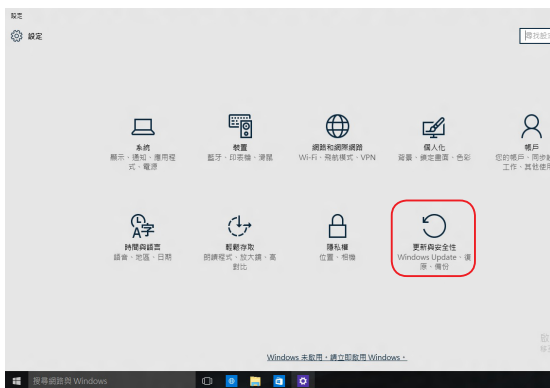 設定
設定
系統
顯示、通知、應用程
式、電源
裝置
藍牙、印表機、滑鼠
網路和網際網路
Wi-Fi、飛航模式、VPN
個人化
背景、鎖定畫面、色彩
帳戶
您的帳戶、同步
工作、其他使
時間與語言
語音、地區、日期
輕鬆存取
朗讀程式、放大鏡、高
對比
隱私權
位置、相機
更新與安全性
Windows Update、復
原、備份
Windows 未啟用。請立即啟用 Windows。
搜尋網路與 Windows